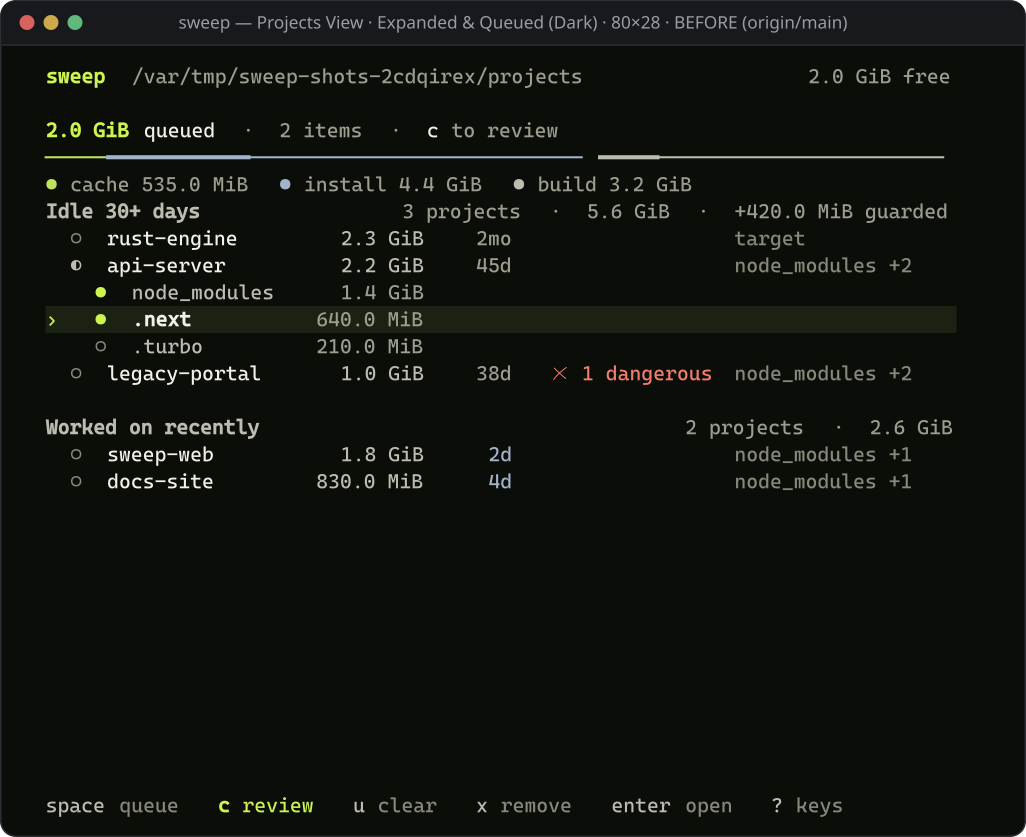 sweep — Projects View · Expanded & Queued (Dark) · 80×28 · BEFORE (origin/main)
sweep /var/tmp/sweep-shots-2cdqirex/projects 2.0 GiB free
2.0 GiB queued · 2 items · c to review
● cache 535.0 MiB ● install 4.4 GiB ● build 3.2 GiB
Idle 30+ days 3 projects · 5.6 GiB · +420.0 MiB guarded
○ rust-engine 2.3 GiB 2mo target
◐ api-server 2.2 GiB 45d node_modules +2
● node_modules 1.4 GiB
› ● .next 640.0 MiB
○ .turbo 210.0 MiB
○ legacy-portal 1.0 GiB 38d ✕ 1 dangerous node_modules +2
Worked on recently 2 projects · 2.6 GiB
○ sweep-web 1.8 GiB 2d node_modules +1
○ docs-site 830.0 MiB 4d node_modules +1
space queue c review u clear x remove enter open ? keys